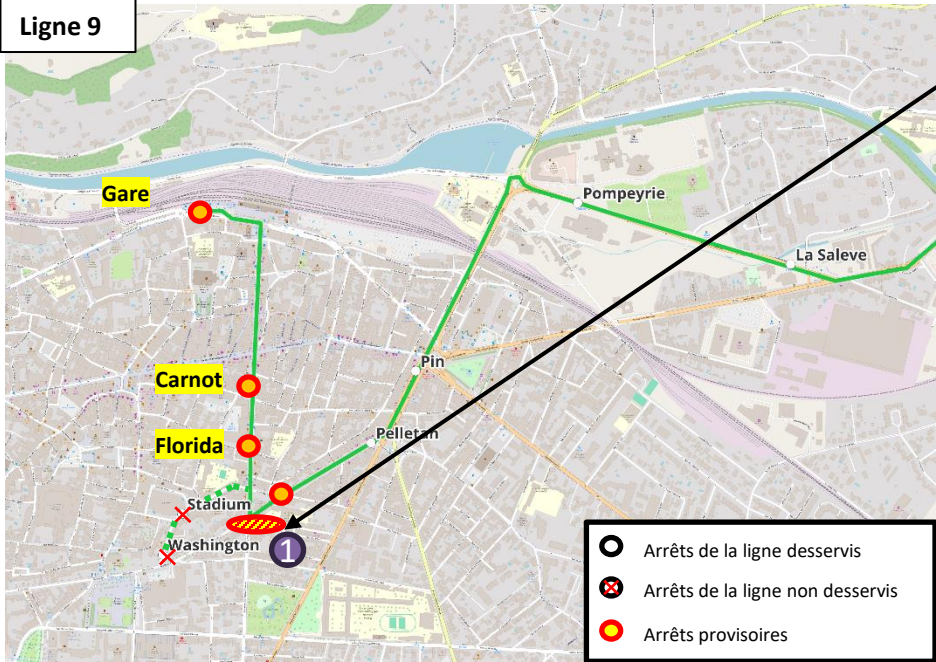 Ligne 9
Gare
Pompeyrie
La Saleve
Pin
Carnot
Pelletan
Florida
Stadium
Washington
1
Arrêts de la ligne desservis
Arrêts de la ligne non desservis
Arrêts provisoires